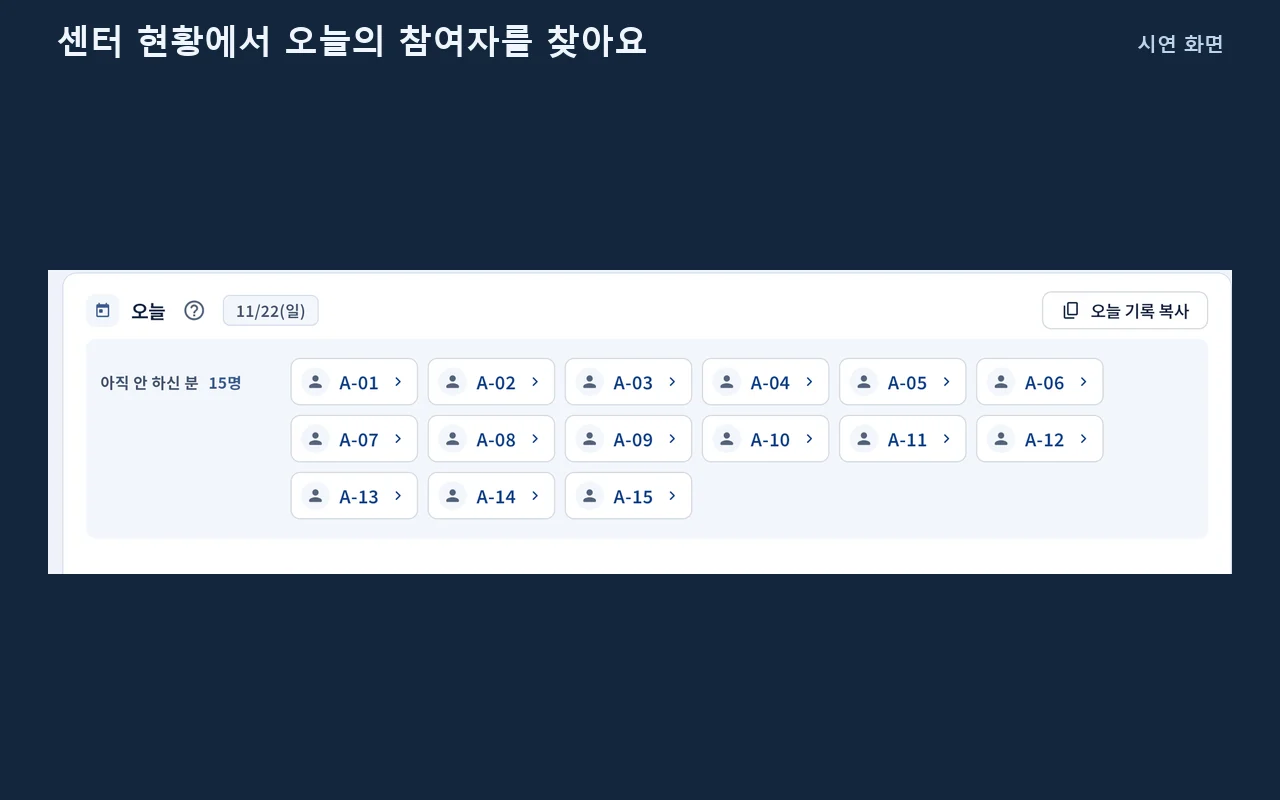 센터 현황에서 오늘의 참여자를 찾아요
시연 화면
오늘 ? 11/22(일)
오늘 기록 복사
아직 안 하신 분 15명
A-01 A-02 A-03 A-04 A-05 A-06
A-07 A-08 A-09 A-10 A-11 A-12
A-13 A-14 A-15